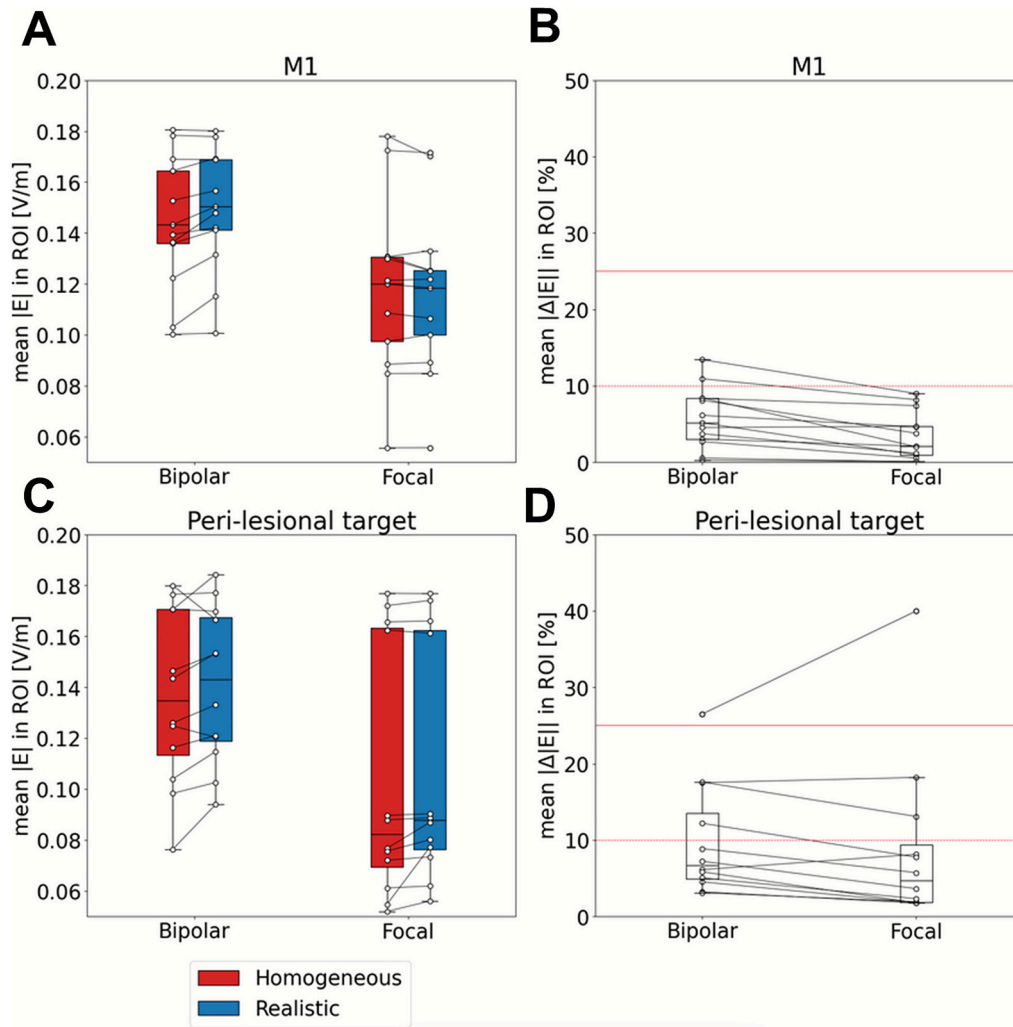 A
M1
mean |E| in ROI [V/m]
0.20
0.18
0.16
0.14
0.12
0.10
0.08
0.06
Bipolar
Focal
B
M1
mean |Δ|E|| in ROI [%]
50
40
30
20
10
0
Bipolar
Focal
C
Peri-lesional target
mean |E| in ROI [V/m]
0.20
0.18
0.16
0.14
0.12
0.10
0.08
0.06
Bipolar
Focal
D
Peri-lesional target
mean |Δ|E|| in ROI [%]
50
40
30
20
10
0
Bipolar
Focal
Homogeneous
Realistic